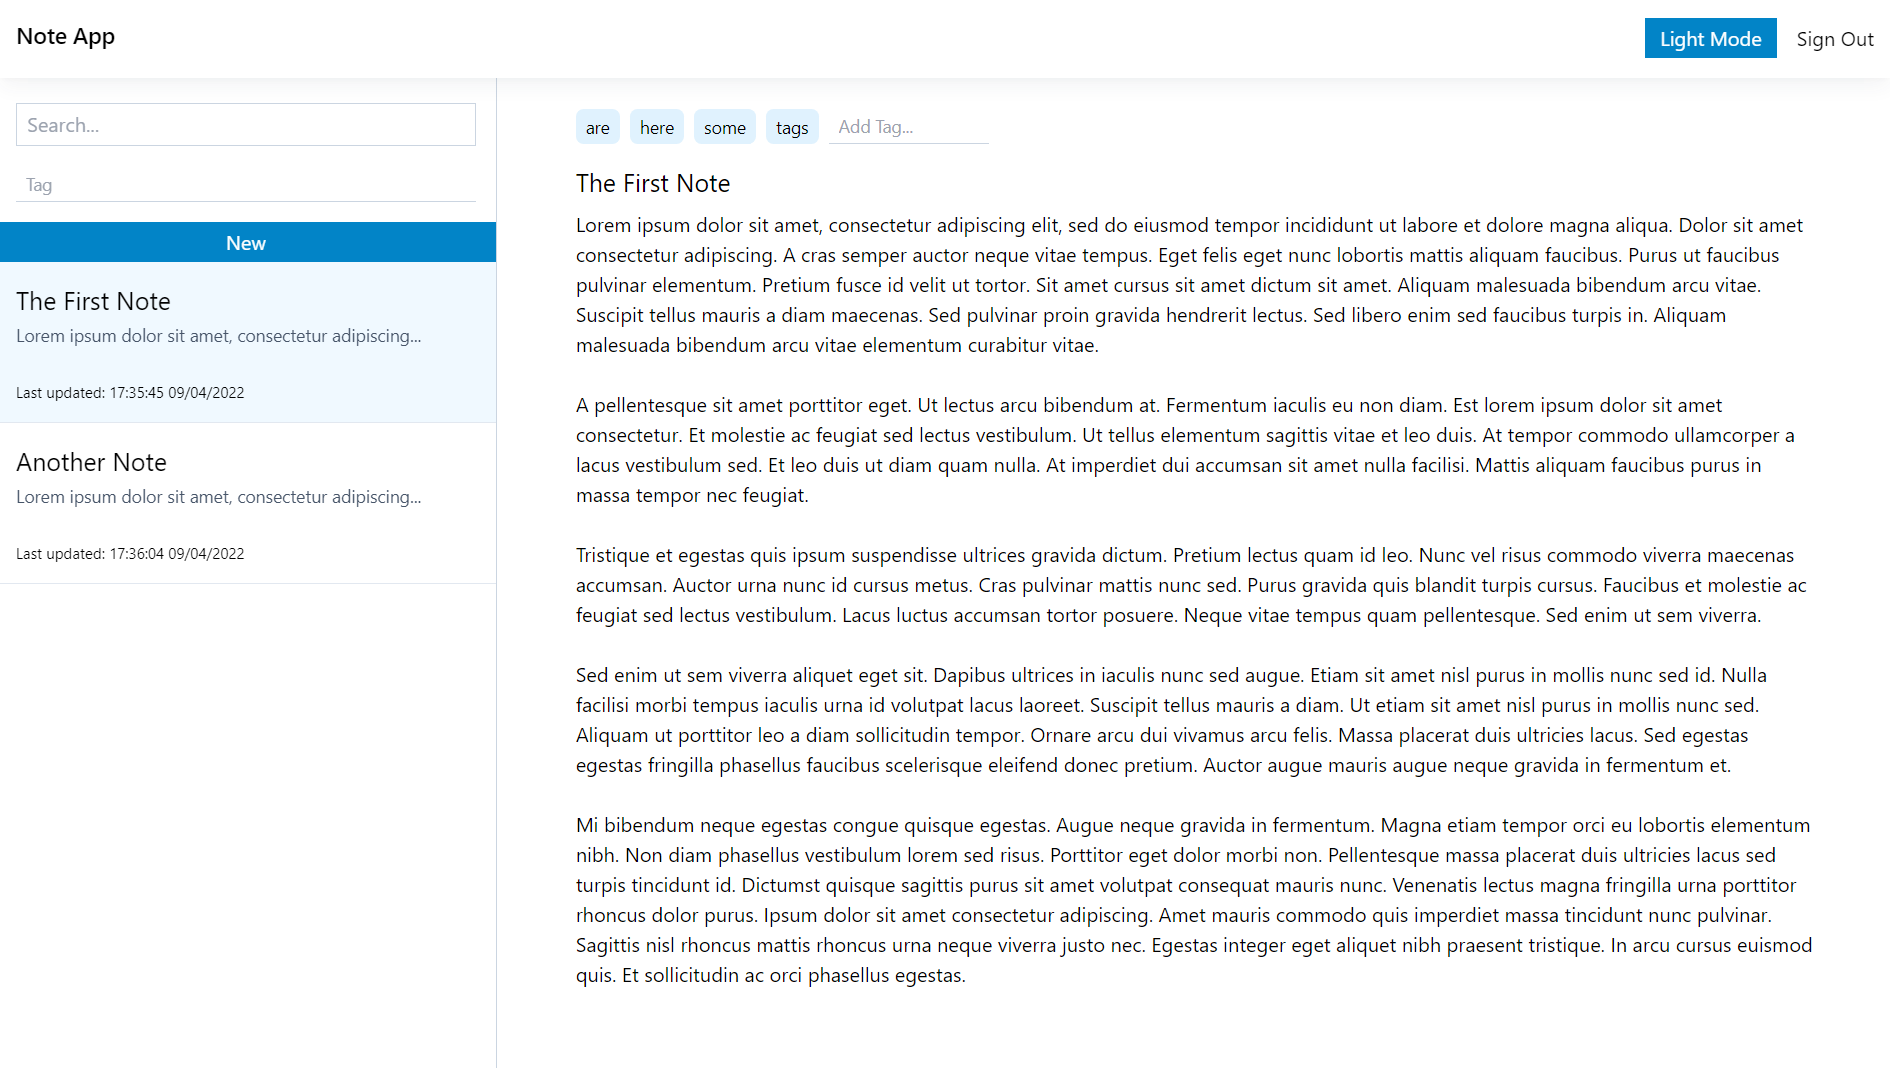 Note App
Light Mode
Sign Out
Search...
Tag
New
The First Note
Lorem ipsum dolor sit amet, consectetur adipiscing...
Last updated: 17:35:45 09/04/2022
Another Note
Lorem ipsum dolor sit amet, consectetur adipiscing...
Last updated: 17:36:04 09/04/2022
are here some tags Add Tag...
The First Note
Lorem ipsum dolor sit amet, consectetur adipiscing elit, sed do eiusmod tempor incididunt ut labore et dolore magna aliqua. Dolor sit amet
consectetur adipiscing. A cras semper auctor neque vitae tempus. Eget felis eget nunc lobortis mattis aliquam faucibus. Purus ut faucibus
pulvinar elementum. Pretium fusce id velit ut tortor. Sit amet cursus sit amet dictum sit amet. Aliquam malesuada bibendum arcu vitae.
Suscipit tellus mauris a diam maecenas. Sed pulvinar proin gravida hendrerit lectus. Sed libero enim sed faucibus turpis in. Aliquam
malesuada bibendum arcu vitae elementum curabitur vitae.
A pellentesque sit amet porttitor eget. Ut lectus arcu bibendum at. Fermentum iaculis eu non diam. Est lorem ipsum dolor sit amet
consectetur. Et molestie ac feugiat sed lectus vestibulum. Ut tellus elementum sagittis vitae et leo duis. At tempor commodo ullamcorper a
lacus vestibulum sed. Et leo duis ut diam quam nulla. At imperdiet dui accumsan sit amet nulla facilisi. Mattis aliquam faucibus purus in
massa tempor nec feugiat.
Tristique et egestas quis ipsum suspendisse ultrices gravida dictum. Pretium lectus quam id leo. Nunc vel risus commodo viverra maecenas
accumsan. Auctor urna nunc id cursus metus. Cras pulvinar mattis nunc sed. Purus gravida quis blandit turpis cursus. Faucibus et molestie ac
feugiat sed lectus vestibulum. Lacus luctus accumsan tortor posuere. Neque vitae tempus quam pellentesque. Sed enim ut sem viverra.
Sed enim ut sem viverra aliquet eget sit. Dapibus ultrices in iaculis nunc sed augue. Etiam sit amet nisl purus in mollis nunc sed id. Nulla
facilisi morbi tempus iaculis urna id volutpat lacus laoreet. Suscipit tellus mauris a diam. Ut etiam sit amet nisl purus in mollis nunc sed.
Aliquam ut porttitor leo a diam sollicitudin tempor. Ornare arcu dui vivamus arcu felis. Massa placerat duis ultricies lacus. Sed egestas
egestas fringilla phasellus faucibus scelerisque eleifend donec pretium. Auctor augue mauris augue neque gravida in fermentum et.
Mi bibendum neque egestas congue quisque egestas. Augue neque gravida in fermentum. Magna etiam tempor orci eu lobortis elementum
nibh. Non diam phasellus vestibulum lorem sed risus. Porttitor eget dolor morbi non. Pellentesque massa placerat duis ultricies lacus sed
turpis tincidunt id. Dictumst quisque sagittis purus sit amet volutpat consequat mauris nunc. Venenatis lectus magna fringilla urna porttitor
rhoncus dolor purus. Ipsum dolor sit amet consectetur adipiscing. Amet mauris commodo quis imperdiet massa tincidunt nunc pulvinar.
Sagittis nisl rhoncus mattis rhoncus urna neque viverra justo nec. Egestas integer eget aliquet nibh praesent tristique. In arcu cursus euismod
quis. Et sollicitudin ac orci phasellus egestas.